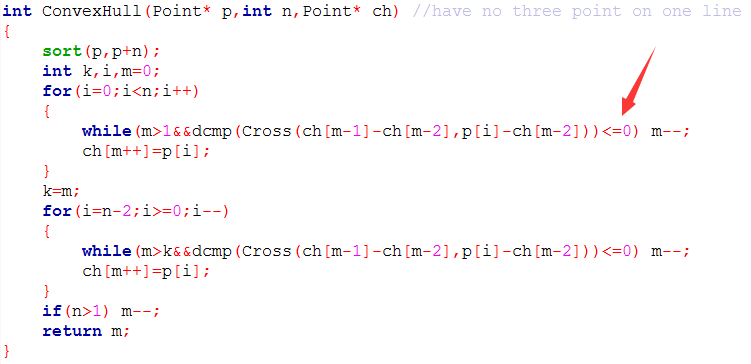 int ConvexHull(Point* p,int n,Point* ch) //have no three point on one line
{
    sort(p,p+n);
    int k,i,m=0;
    for(i=0;i<n;i++)
    {
        while(m>1&&dcmp(Cross(ch[m-1]-ch[m-2],p[i]-ch[m-2]))<=0) m--;
        ch[m++]=p[i];
    }
    k=m;
    for(i=n-2;i>=0;i--)
    {
        while(m>k&&dcmp(Cross(ch[m-1]-ch[m-2],p[i]-ch[m-2]))<=0) m--;
        ch[m++]=p[i];
    }
    if(n>1) m--;
    return m;
}